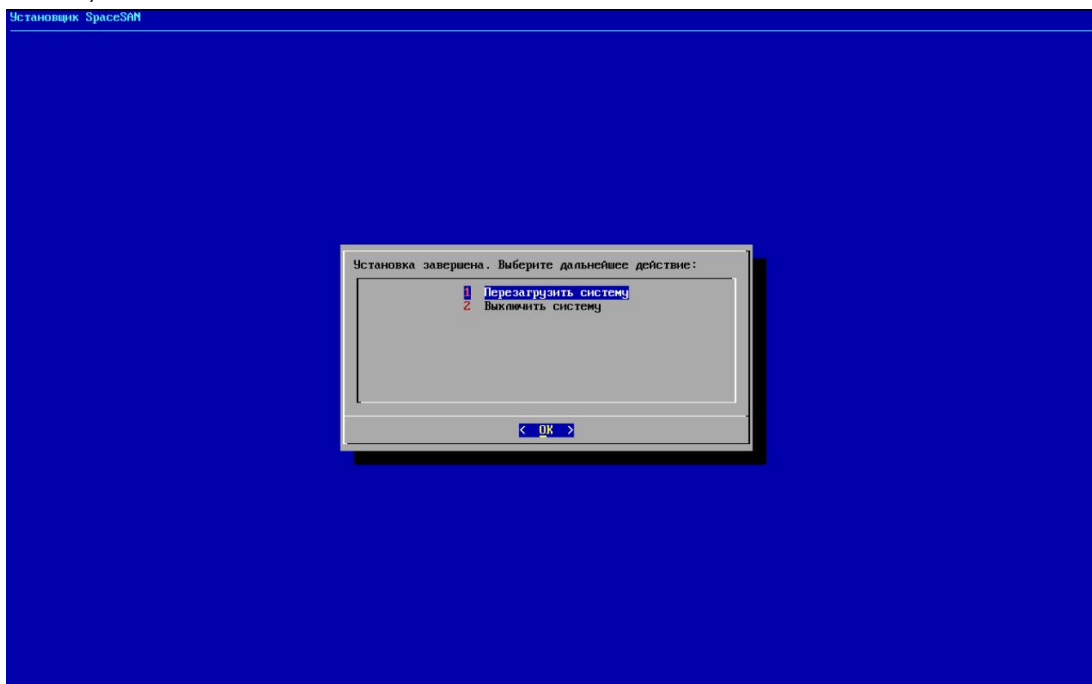 Установщик SpaceSAN
Установка завершена. Выберите дальнейшее действие:
1 Перезагрузить систему
2 Выключить систему
< OK >